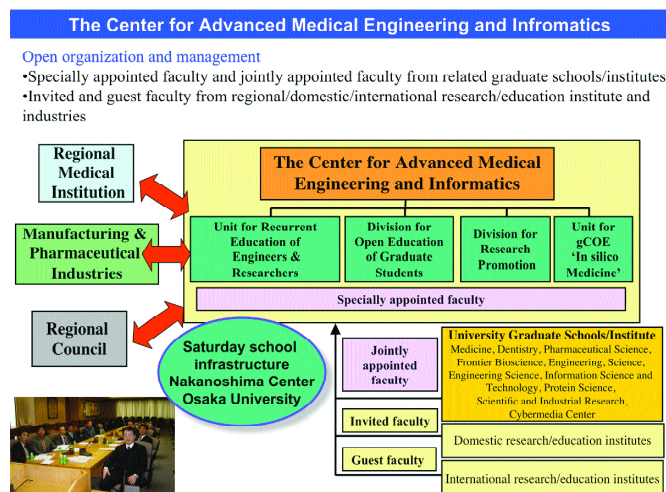 The Center for Advanced Medical Engineering and Infromatics
Open organization and management
•Specially appointed faculty and jointly appointed faculty from related graduate schools/institutes
•Invited and guest faculty from regional/domestic/international research/education institute and
industries
Regional
Medical
Institution
Manufacturing &
Pharmaceutical
Industries
Regional
Council
The Center for Advanced Medical
Engineering and Informatics
Unit for Recurrent
Education of
Engineers &
Researchers
Division for
Open Education
of Graduate
Students
Division for
Research
Promotion
Unit for
gCOE
‘In silico
Medicine’
Specially appointed faculty
Saturday school
infrastructure
Nakanoshima Center
Osaka University
Jointly
appointed
faculty
Invited faculty
Guest faculty
University Graduate Schools/Institute
Medicine, Dentistry, Pharmaceutical Science,
Frontier Bioscience, Engineering, Science,
Engineering Science, Information Science and
Technology, Protein Science,
Scientific and Industrial Research,
Cybermedia Center
Domestic research/education institutes
International research/education institutes